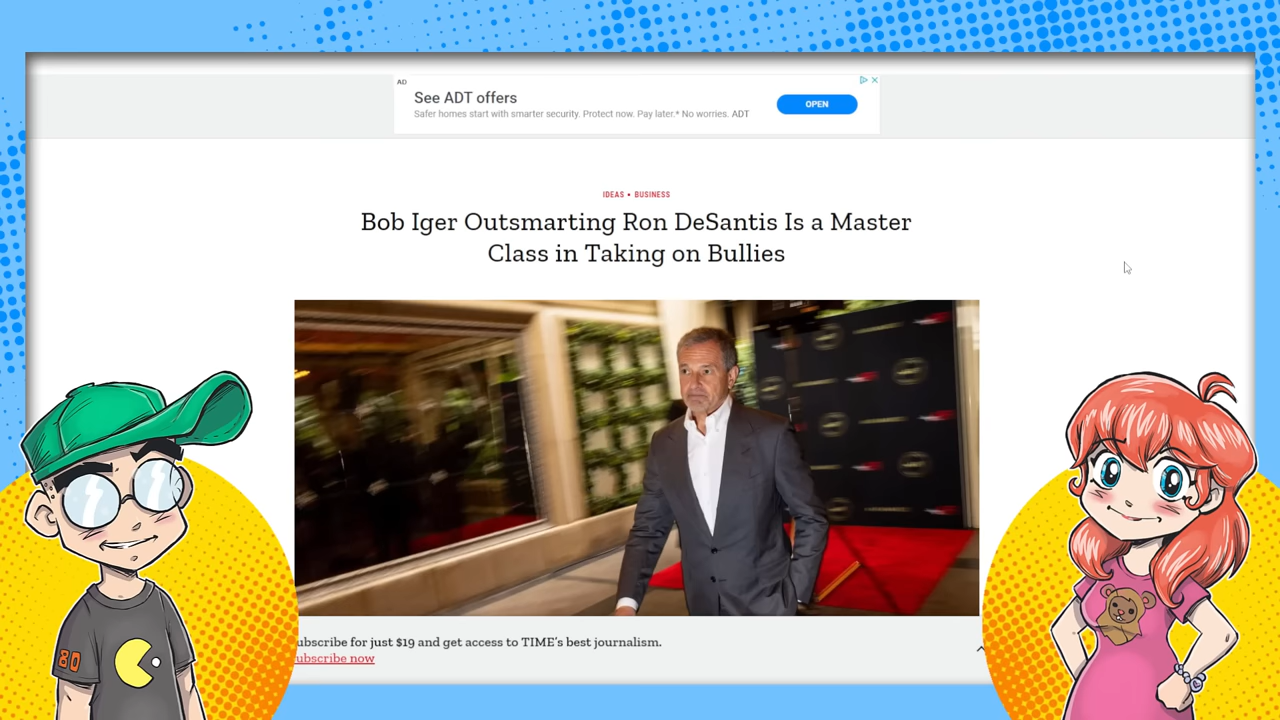 AD
See ADT offers
Safer homes start with smarter security. Protect now. Pay later.* No worries. ADT
OPEN
IDEAS • BUSINESS
Bob Iger Outsmarting Ron DeSantis Is a Master
Class in Taking on Bullies
ubscribe for just $19 and get access to TIME's best journalism.
ubscribe now
80